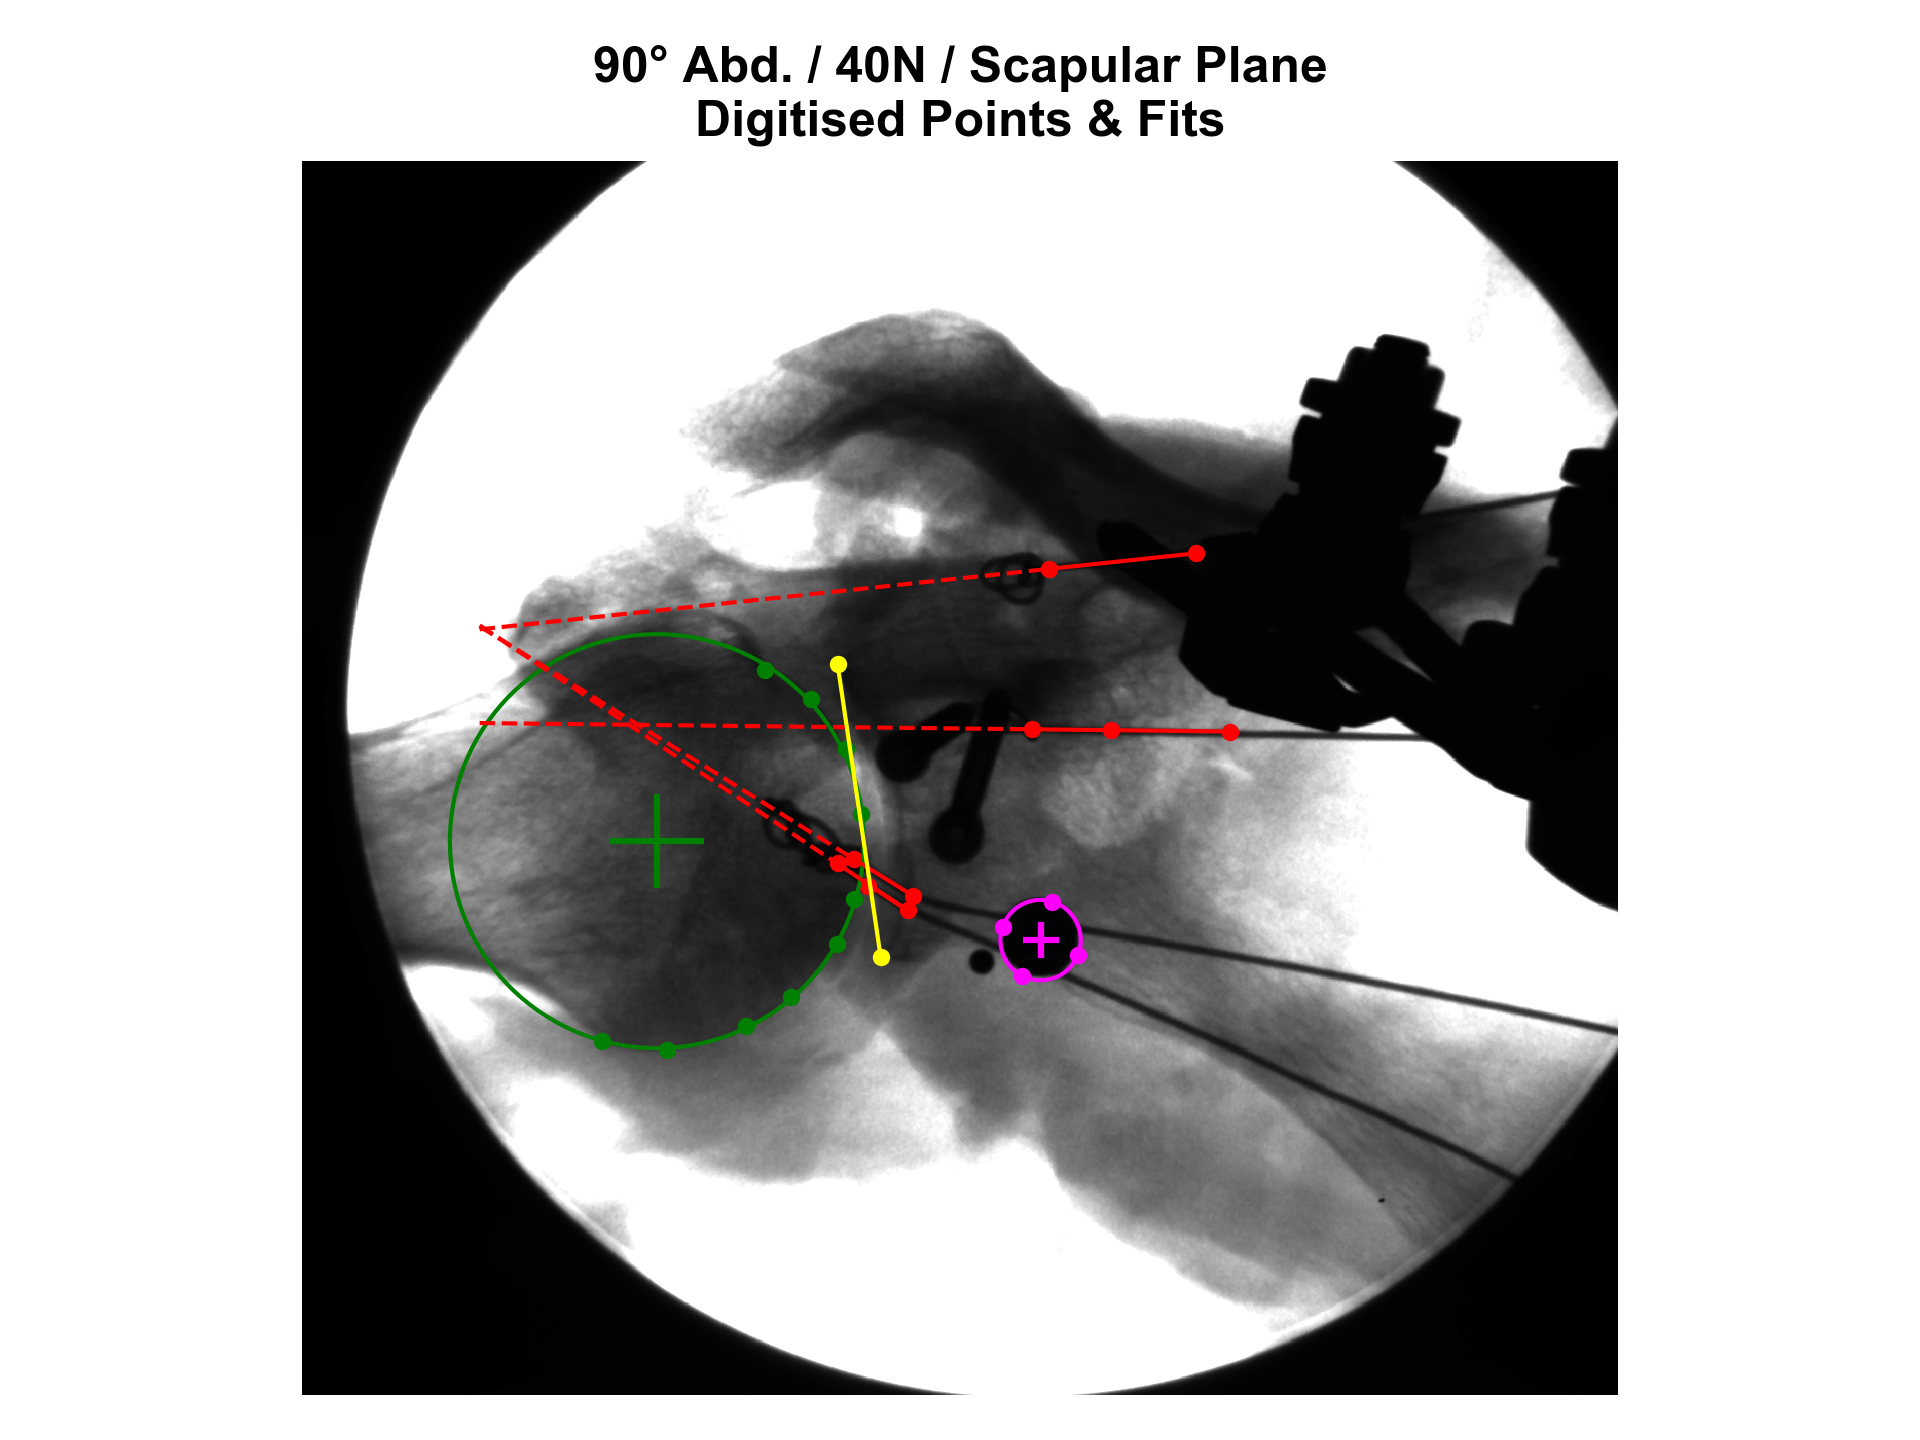 90° Abd. / 40N / Scapular Plane
Digitised Points & Fits